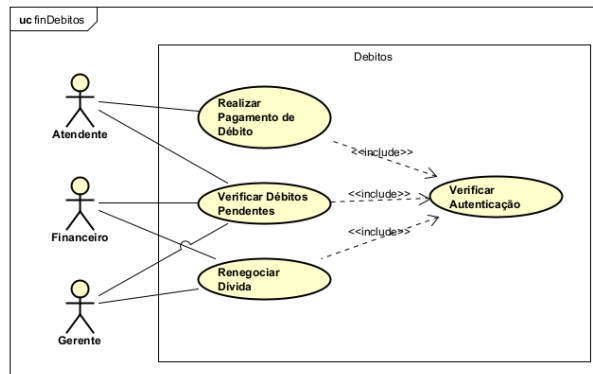 uc finDebitos
Debitos
Atendente
Realizar
Pagamento de
Débito
<<include>>
Financeiro
Verificar Débitos
Pendentes
<<include>>
Verificar
Autenticação
<<include>>
Gerente
Renegociar
Dívida